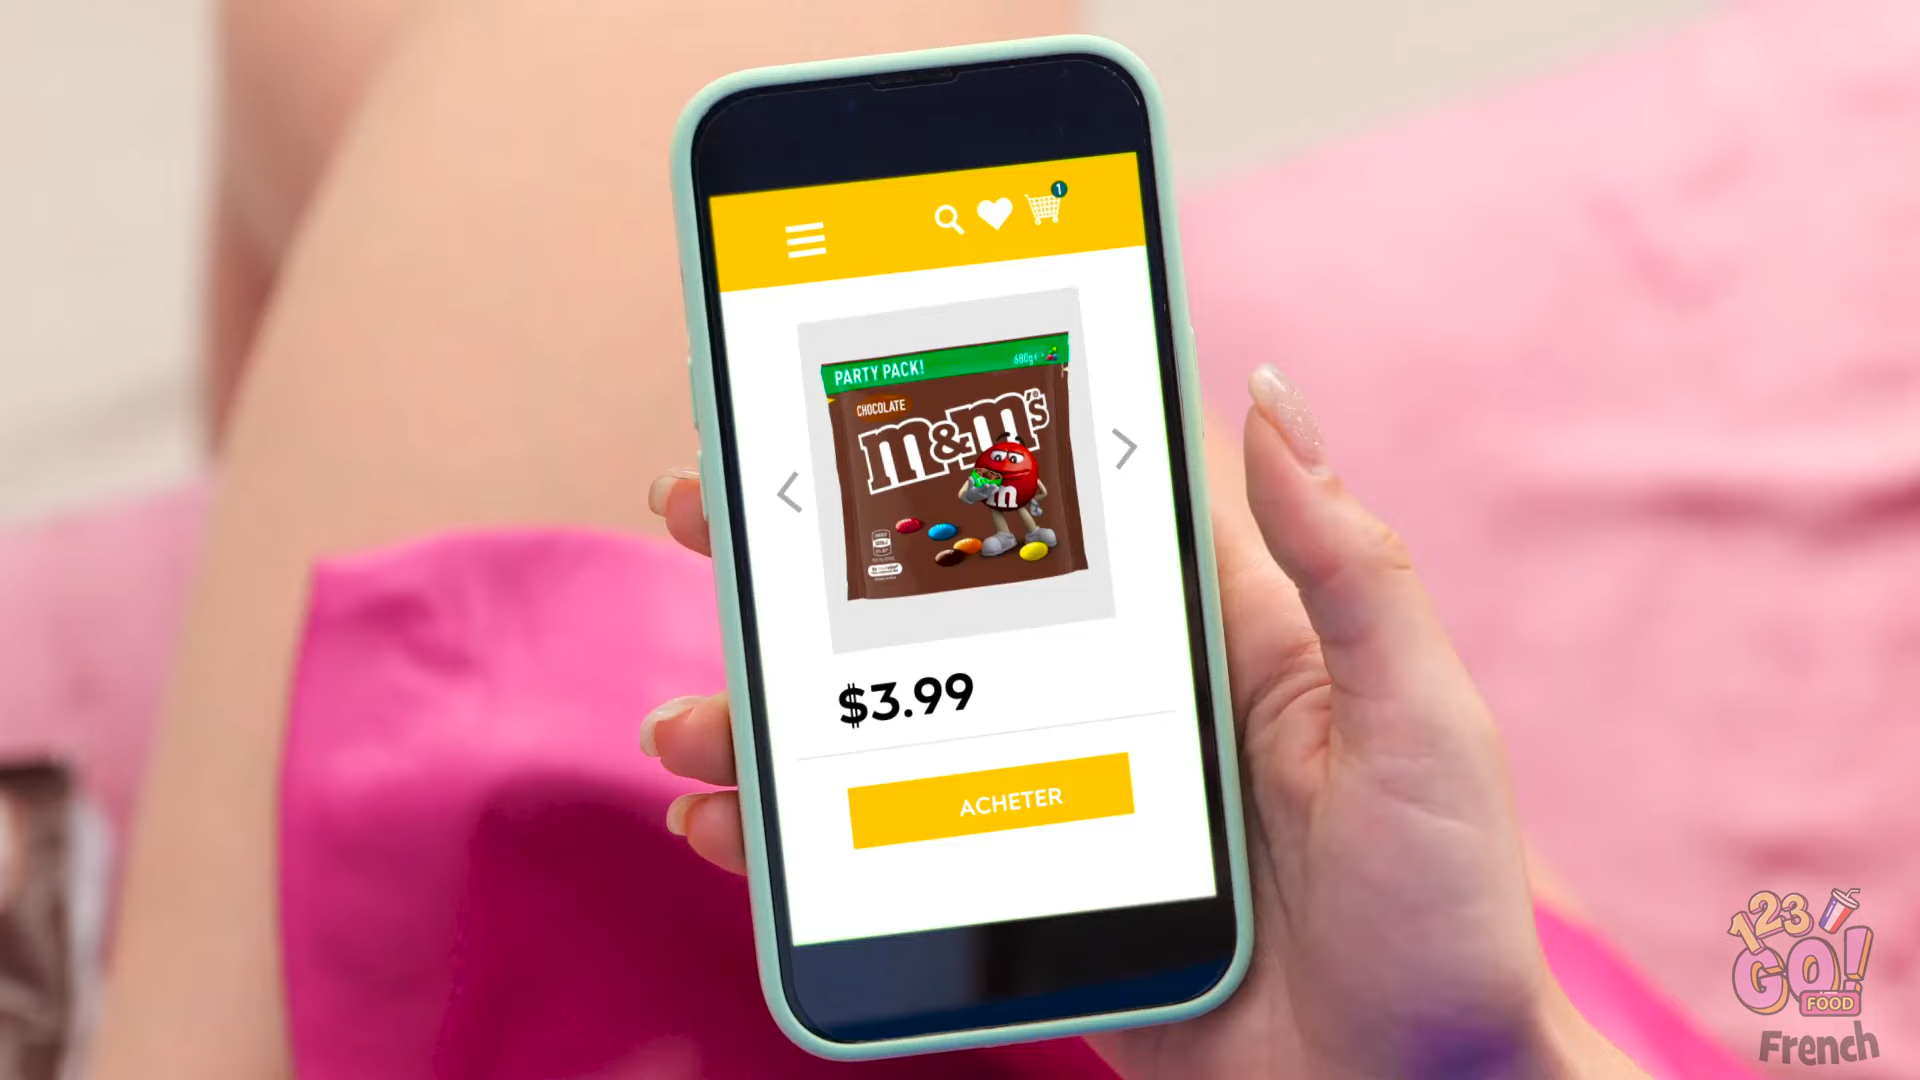 1
PARTY PACK!
680g
CHOCOLATE
m&m's
m
$3.99
ACHETER
123
GO!
FOOD
French